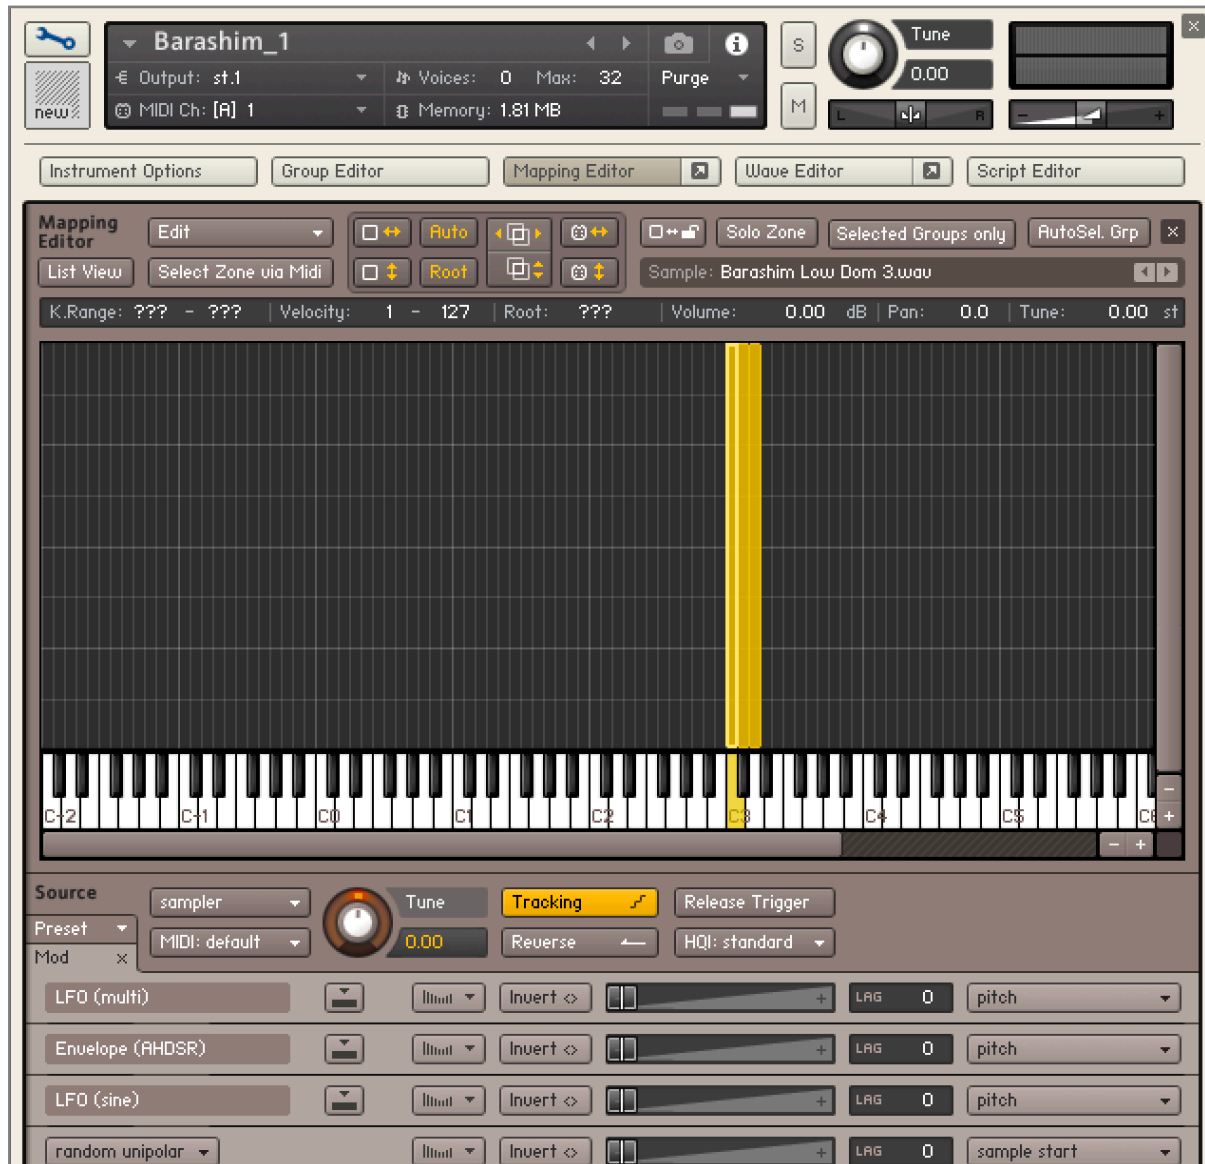 Barashim_1
Output: st.1
Voices: 0 Max: 32
Purge
MIDI Ch: [A] 1
Memory: 1.81 MB
new
S
M
Tune
0.00
L R
- +
Instrument Options
Group Editor
Mapping Editor
Wave Editor
Script Editor
Mapping Editor
Edit
Auto
Solo Zone
Selected Groups only
AutoSel. Grp
List View
Select Zone via Midi
Root
Sample: Barashim Low Dom 3.wav
K.Range: ??? - ??? | Velocity: 1 - 127 | Root: ??? | Volume: 0.00 dB | Pan: 0.0 | Tune: 0.00 st
C-2 C-1 C0 C1 C2 C3 C4 C5 C6
- +
- +
Source
sampler
Tune
Tracking
Release Trigger
Preset
MIDI: default
0.00
Reverse
HQI: standard
Mod
LFO (multi)
Invert
LAG 0
pitch
Envelope (AHDSR)
Invert
LAG 0
pitch
LFO (sine)
Invert
LAG 0
pitch
random unipolar
Invert
LAG 0
sample start